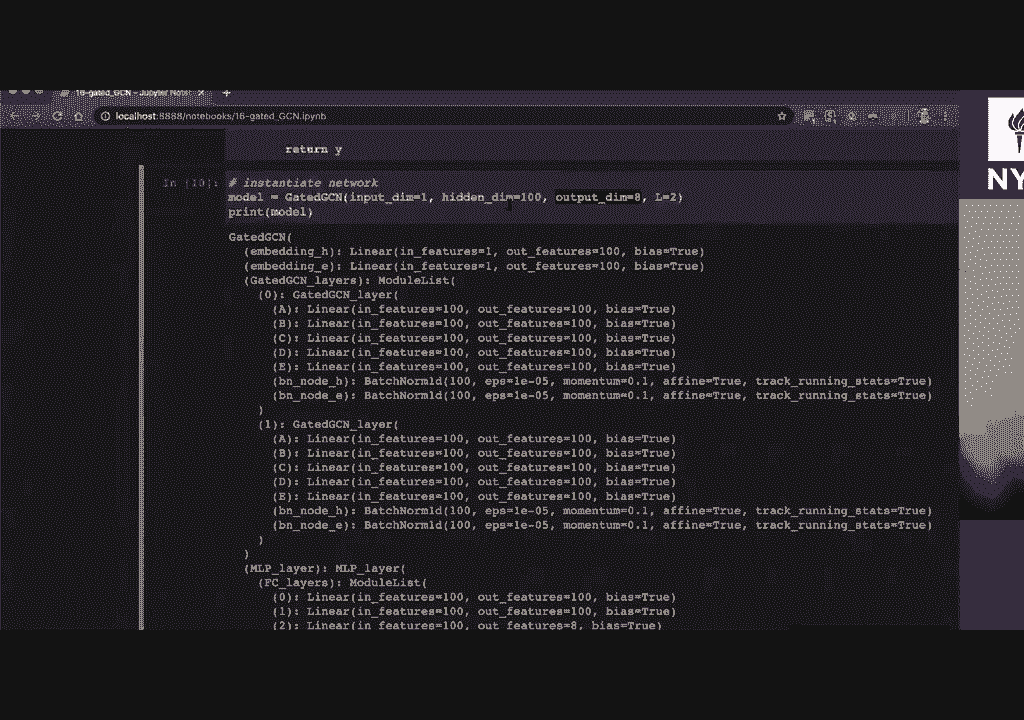 16-gated_GCN - Jupyter Note
localhost:8888/notebooks/16-gated_GCN.ipynb
return y
In [10]:
# instantiate network
model = GatedGCN(input_dim=1, hidden_dim=100, output_dim=8, L=2)
print(model)
GatedGCN(
(embedding_h): Linear(in_features=1, out_features=100, bias=True)
(embedding_e): Linear(in_features=1, out_features=100, bias=True)
(GatedGCN_layers): ModuleList(
(0): GatedGCN_layer(
(A): Linear(in_features=100, out_features=100, bias=True)
(B): Linear(in_features=100, out_features=100, bias=True)
(C): Linear(in_features=100, out_features=100, bias=True)
(D): Linear(in_features=100, out_features=100, bias=True)
(E): Linear(in_features=100, out_features=100, bias=True)
(bn_node_h): BatchNorm1d(100, eps=1e-05, momentum=0.1, affine=True, track_running_stats=True)
(bn_node_e): BatchNorm1d(100, eps=1e-05, momentum=0.1, affine=True, track_running_stats=True)
)
(1): GatedGCN_layer(
(A): Linear(in_features=100, out_features=100, bias=True)
(B): Linear(in_features=100, out_features=100, bias=True)
(C): Linear(in_features=100, out_features=100, bias=True)
(D): Linear(in_features=100, out_features=100, bias=True)
(E): Linear(in_features=100, out_features=100, bias=True)
(bn_node_h): BatchNorm1d(100, eps=1e-05, momentum=0.1, affine=True, track_running_stats=True)
(bn_node_e): BatchNorm1d(100, eps=1e-05, momentum=0.1, affine=True, track_running_stats=True)
)
)
(MLP_layer): MLP_layer(
(FC_layers): ModuleList(
(0): Linear(in_features=100, out_features=100, bias=True)
(1): Linear(in_features=100, out_features=100, bias=True)
(2): Linear(in_features=100, out_features=8, bias=True)
NY